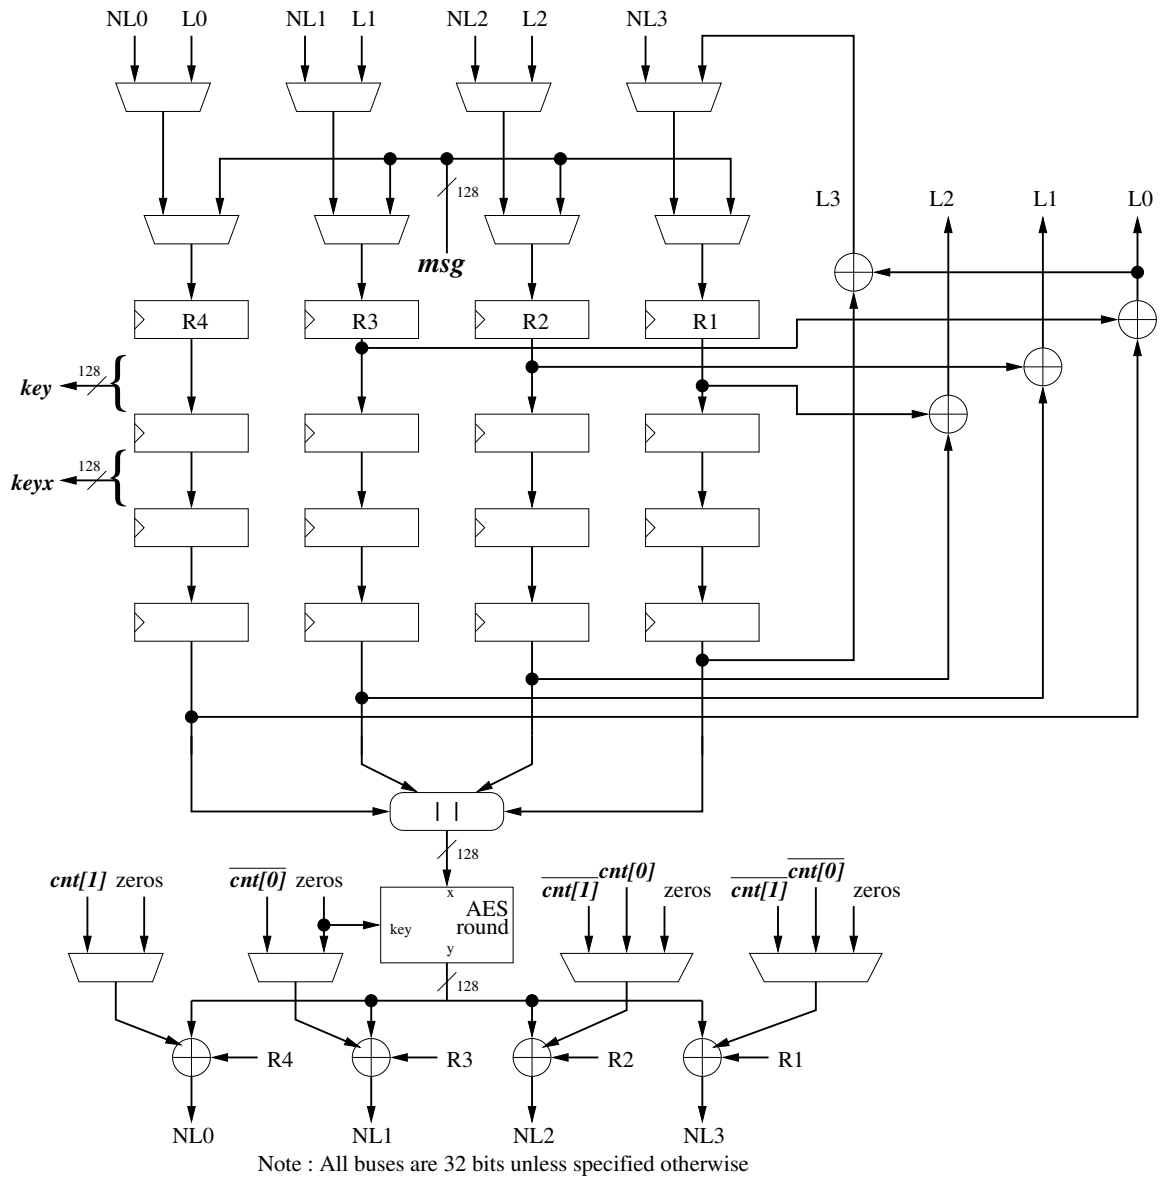 NL0 L0 NL1 L1 NL2 L2 NL3
128
msg
L3 L2 L1 L0
R4 R3 R2 R1
key 128
keyx 128
| |
128
cnt[1] zeros
cnt[0] zeros
x
AES
round
key
y
cnt[1] cnt[0] zeros
cnt[1] cnt[0] zeros
128
R4 R3 R2 R1
NL0 NL1 NL2 NL3
Note : All buses are 32 bits unless specified otherwise